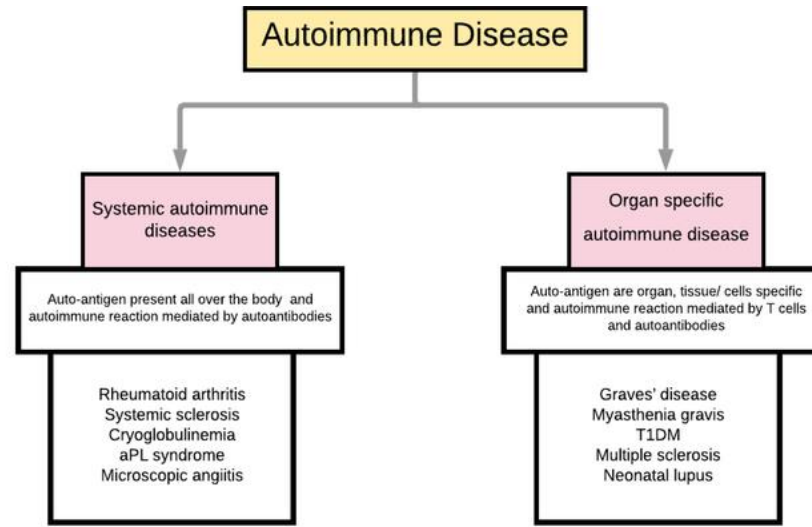 Autoimmune Disease
Systemic autoimmune
diseases
Auto-antigen present all over the body and
autoimmune reaction mediated by autoantibodies
Rheumatoid arthritis
Systemic sclerosis
Cryoglobulinemia
aPL syndrome
Microscopic angiitis
Organ specific
autoimmune disease
Auto-antigen are organ, tissue/ cells specific
and autoimmune reaction mediated by T cells
and autoantibodies
Graves' disease
Myasthenia gravis
T1DM
Multiple sclerosis
Neonatal lupus